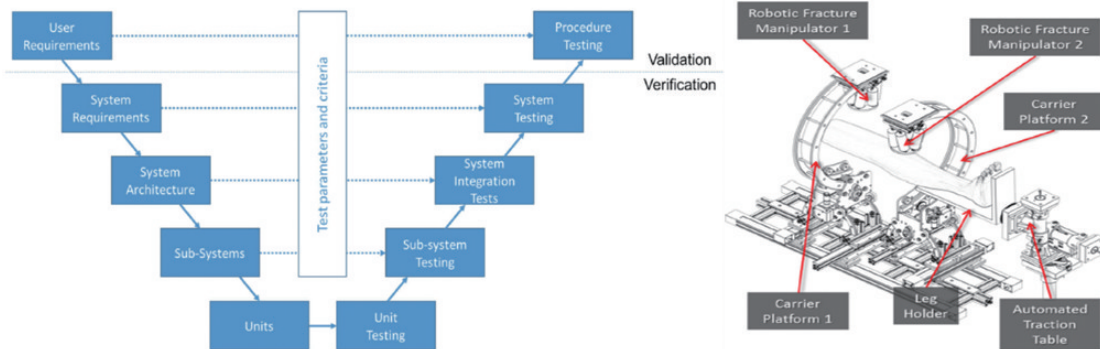 User
Requirements
Procedure
Testing
Validation
Verification
System
Requirements
System
Testing
System
Architecture
System
Integration
Tests
Sub-Systems
Sub-system
Testing
Units
Unit
Testing
Test parameters and criteria
Robotic Fracture
Manipulator 1
Robotic Fracture
Manipulator 2
Carrier
Platform 2
Carrier
Platform 1
Leg
Holder
Automated
Traction
Table